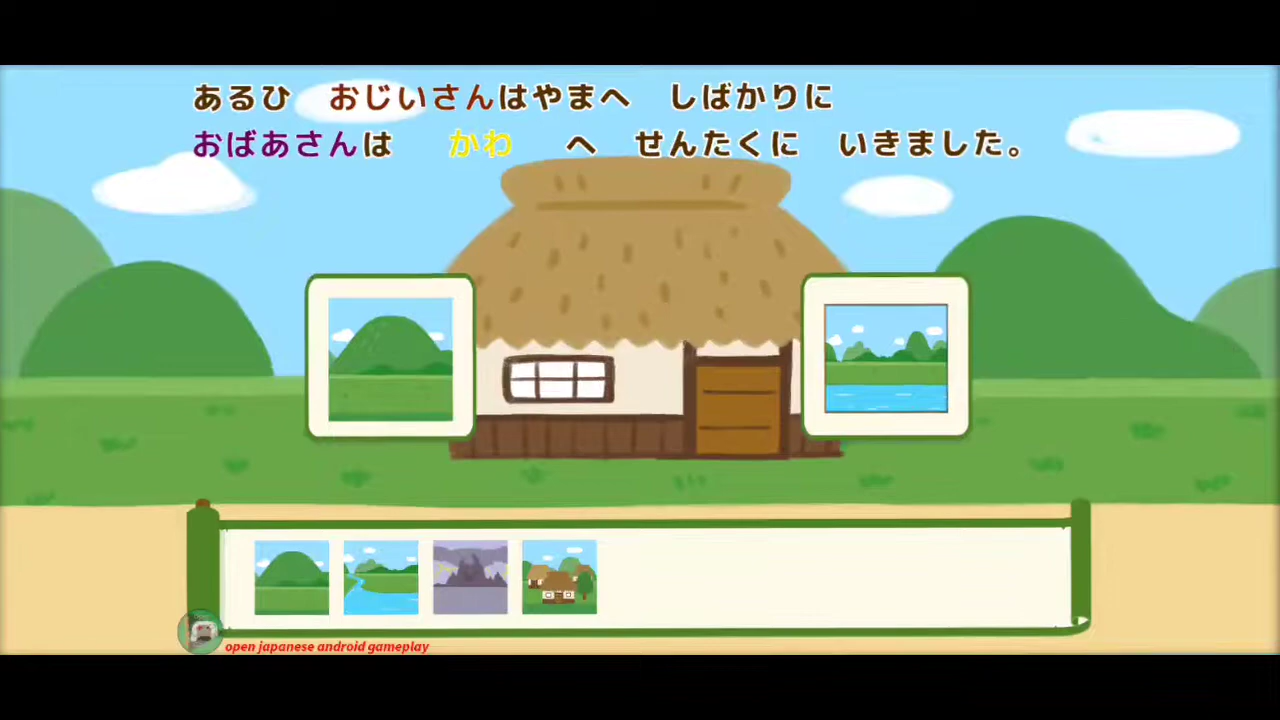 あるひ　おじいさんはやまへ　しばかりに
おばあさんは　かわ　へ　せんたくに　いきました。
open japanese android gameplay